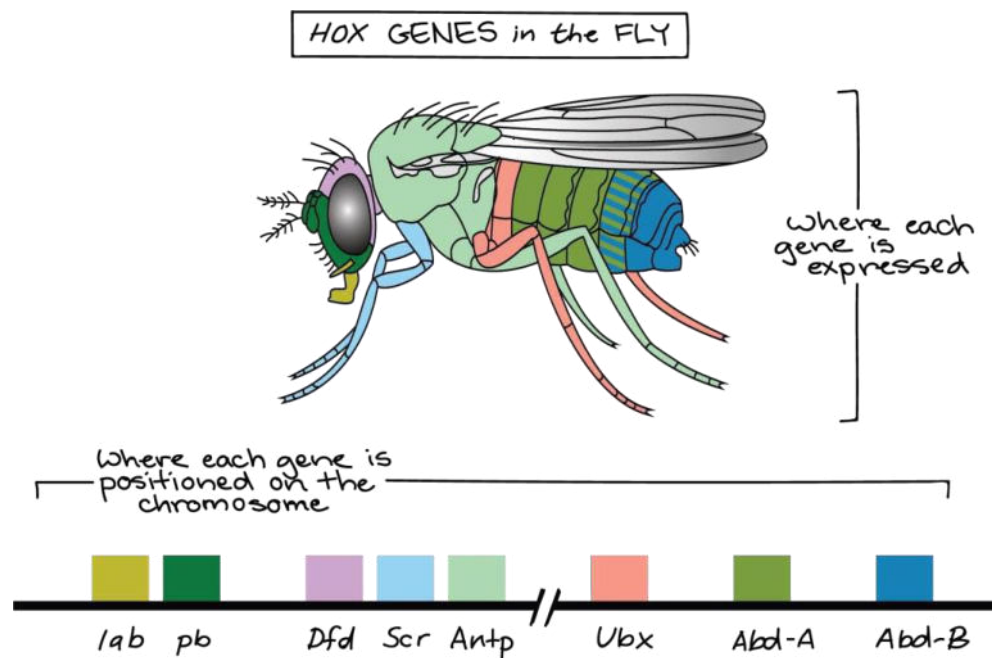 HOX GENES in the FLY
where each
gene is
expressed
where each gene is
positioned on the
chromosome
lab pb Dfd Scr Antp Ubx Abd-A Abd-B